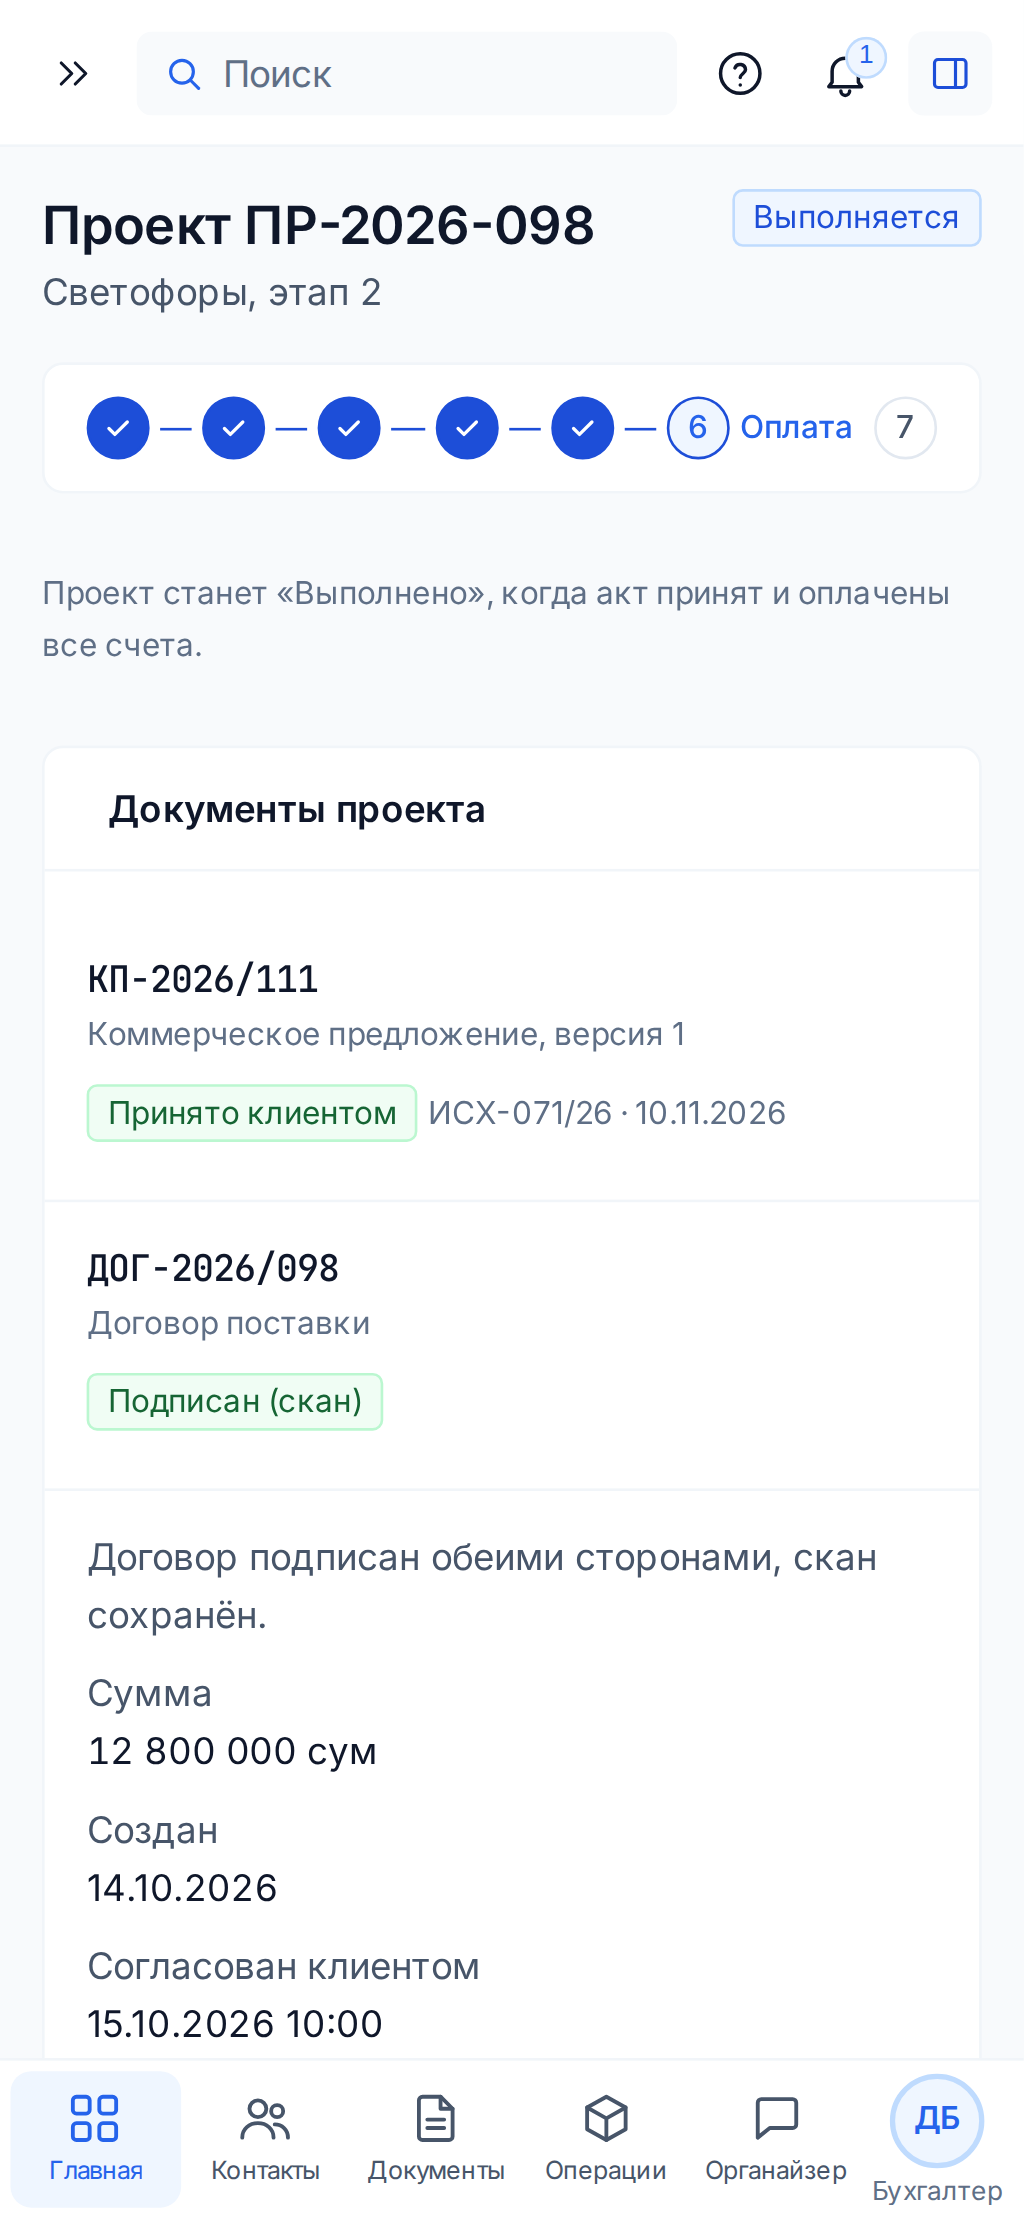 Поиск
1
Проект ПР-2026-098
Выполняется
Светофоры, этап 2
6 Оплата 7
Проект станет «Выполнено», когда акт принят и оплачены
все счета.
Документы проекта
КП-2026/111
Коммерческое предложение, версия 1
Принято клиентом ИСХ-071/26 · 10.11.2026
ДОГ-2026/098
Договор поставки
Подписан (скан)
Договор подписан обеими сторонами, скан
сохранён.
Сумма
12 800 000 сум
Создан
14.10.2026
Согласован клиентом
15.10.2026 10:00
ДБ
Главная Контакты Документы Операции Органайзер Бухгалтер